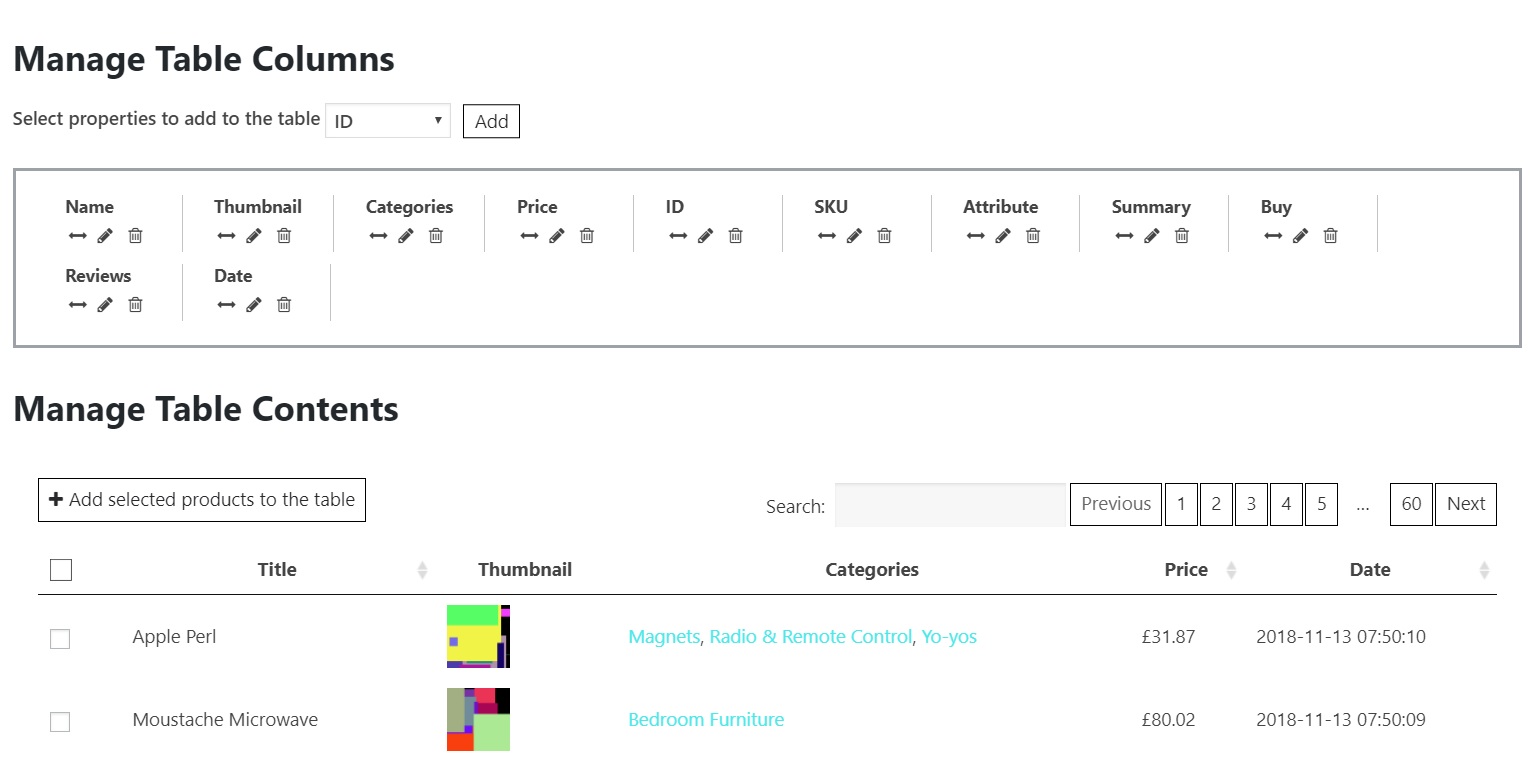 Manage Table Columns
Select properties to add to the table ID Add
Name Thumbnail Categories Price ID SKU Attribute Summary Buy
Reviews Date
Manage Table Contents
Add selected products to the table Search: Previous 1 2 3 4 5 ... 60 Next
Title Thumbnail Categories Price Date
Apple Perl Magnets, Radio & Remote Control, Yo-yos £31.87 2018-11-13 07:50:10
Moustache Microwave Bedroom Furniture £80.02 2018-11-13 07:50:09